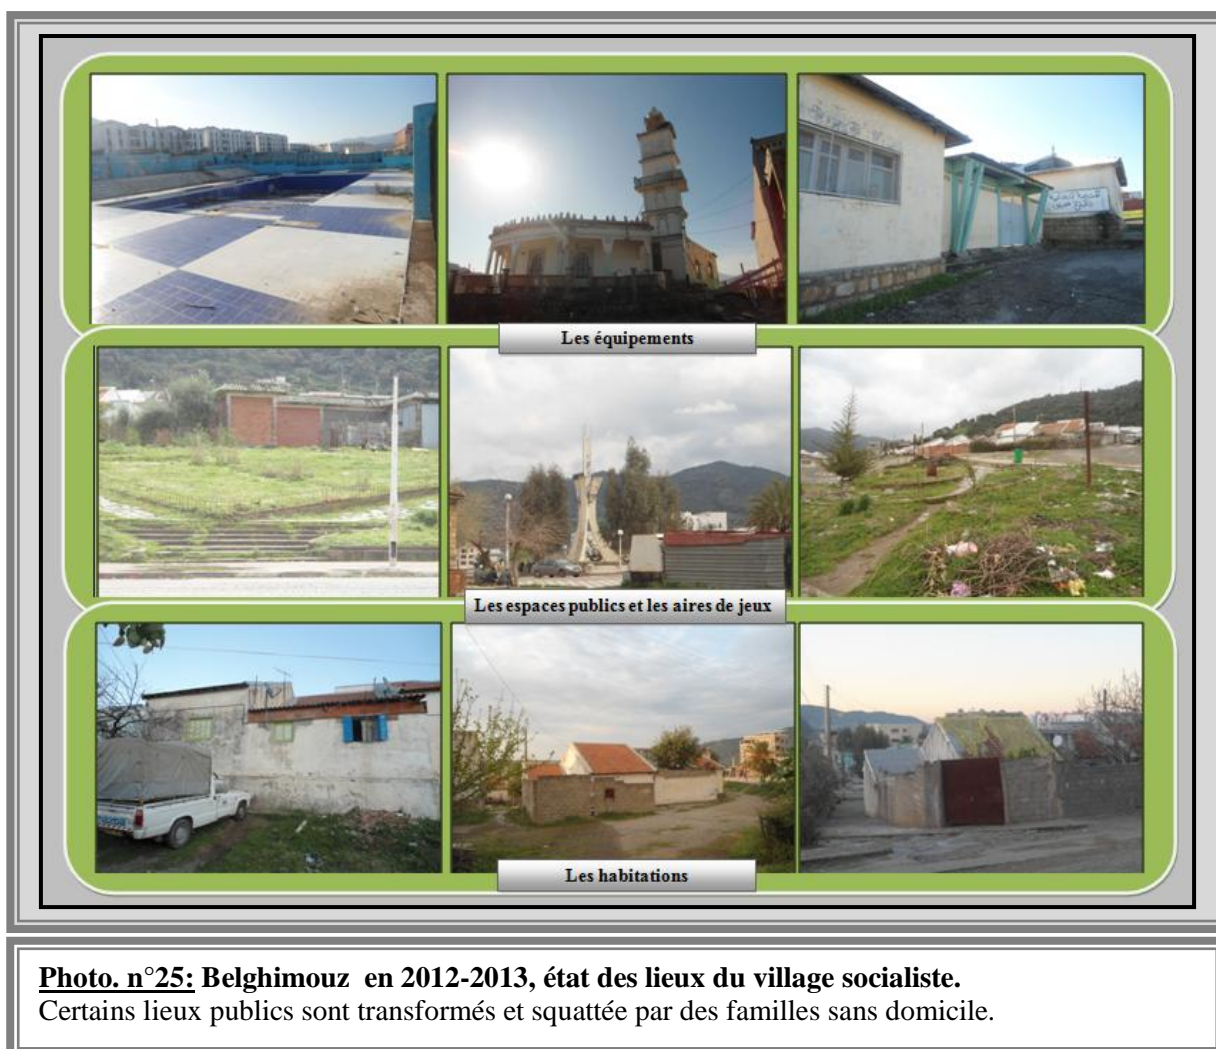 Les équipements
Les espaces publics et les aires de jeux
Les habitations
Photo. n°25: Belghimouz en 2012-2013, état des lieux du village socialiste.
Certains lieux publics sont transformés et squattée par des familles sans domicile.